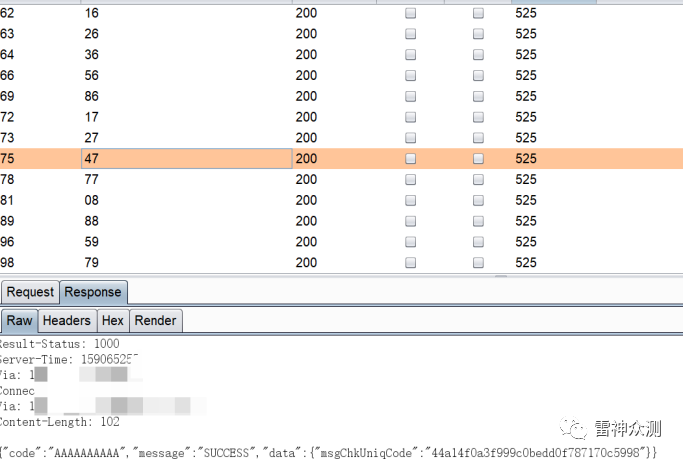 62 16 200 525
63 26 200 525
64 36 200 525
66 56 200 525
69 86 200 525
72 17 200 525
73 27 200 525
75 47 200 525
78 77 200 525
81 08 200 525
89 88 200 525
96 59 200 525
98 79 200 525
Request Response
Raw Headers Hex Render
Result-Status: 1000
Server-Time: 15906525
Via: 1
Connec
Via: 1
Content-Length: 102
雷神众测
{"code":"AAAAAAAAAA","message":"SUCCESS","data":{"msgChkUniqCode":"44a14f0a3f999c0bedd0f787170c5998"}}